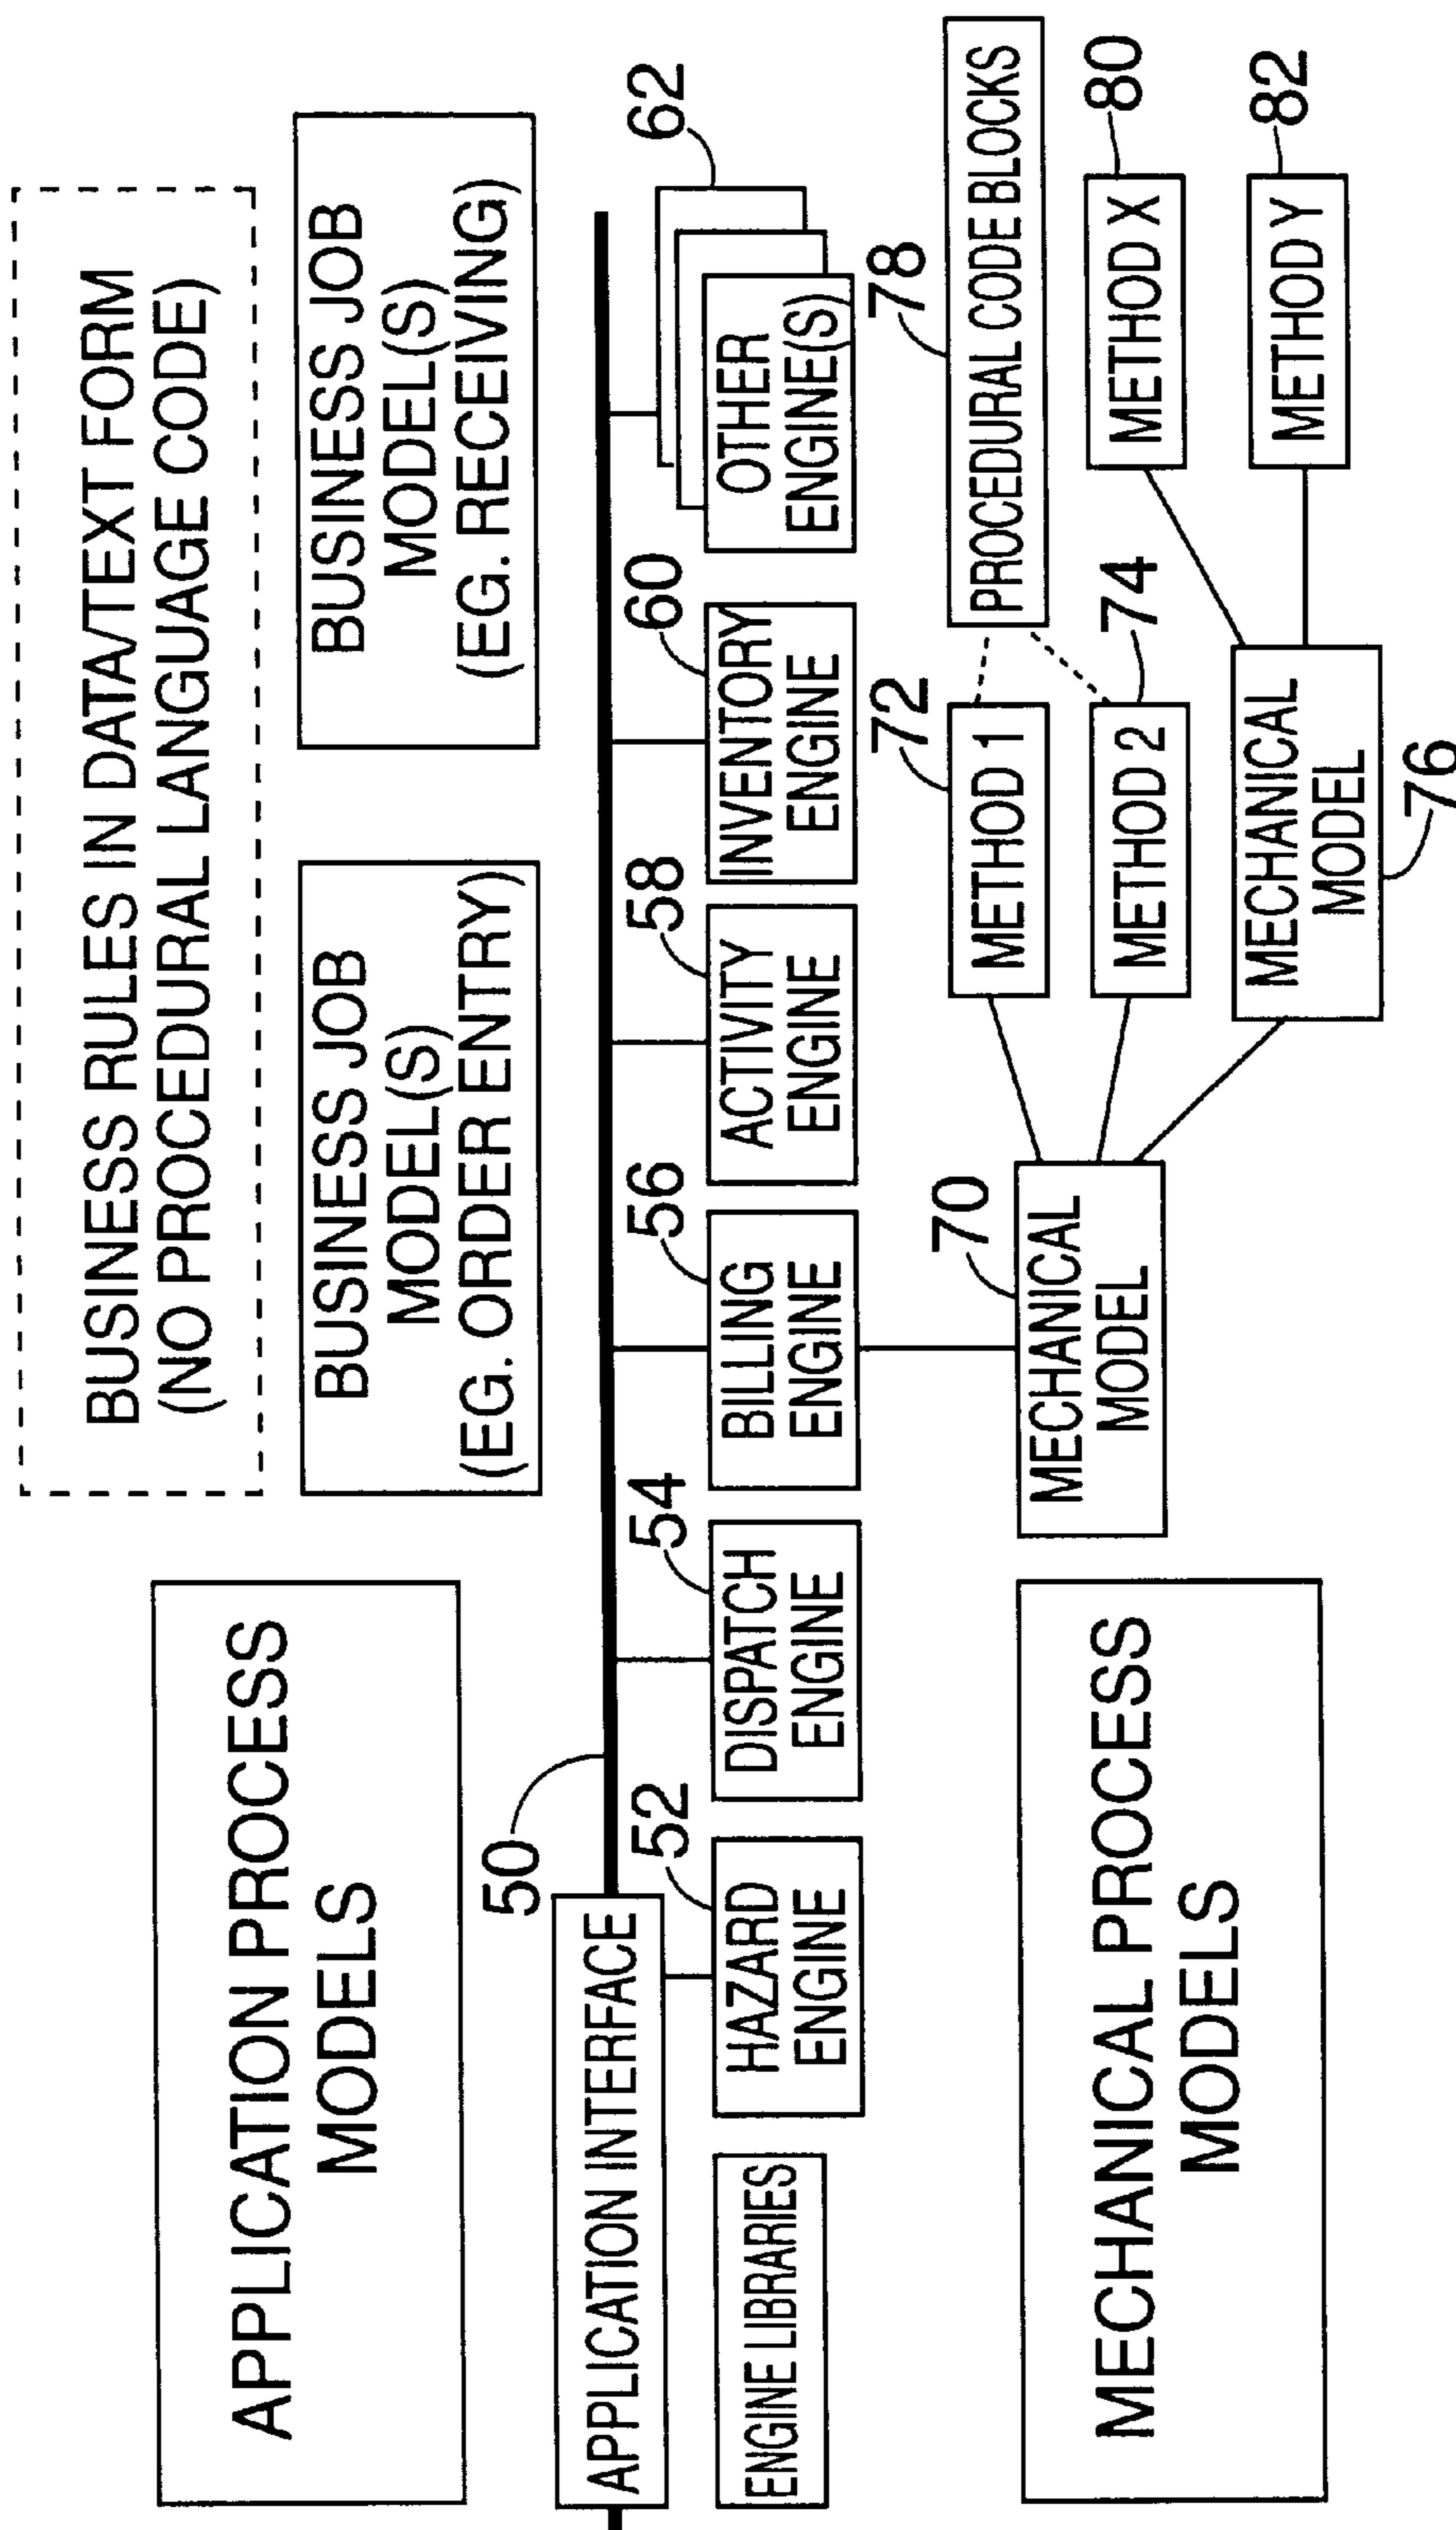 BUSINESS RULES IN DATA/TEXT FORM
(NO PROCEDURAL LANGUAGE CODE)
APPLICATION PROCESS
MODELS
BUSINESS JOB
MODEL(S)
(EG. ORDER ENTRY)
BUSINESS JOB
MODEL(S)
(EG. RECEIVING)
50
APPLICATION INTERFACE
ENGINE LIBRARIES
52
HAZARD
ENGINE
54
DISPATCH
ENGINE
56
BILLING
ENGINE
58
ACTIVITY
ENGINE
60
INVENTORY
ENGINE
62
OTHER
ENGINE(S)
MECHANICAL PROCESS
MODELS
70
MECHANICAL
MODEL
72
METHOD 1
74
METHOD 2
78
PROCEDURAL CODE BLOCKS
MECHANICAL
MODEL
76
METHOD X
80
METHOD Y
82